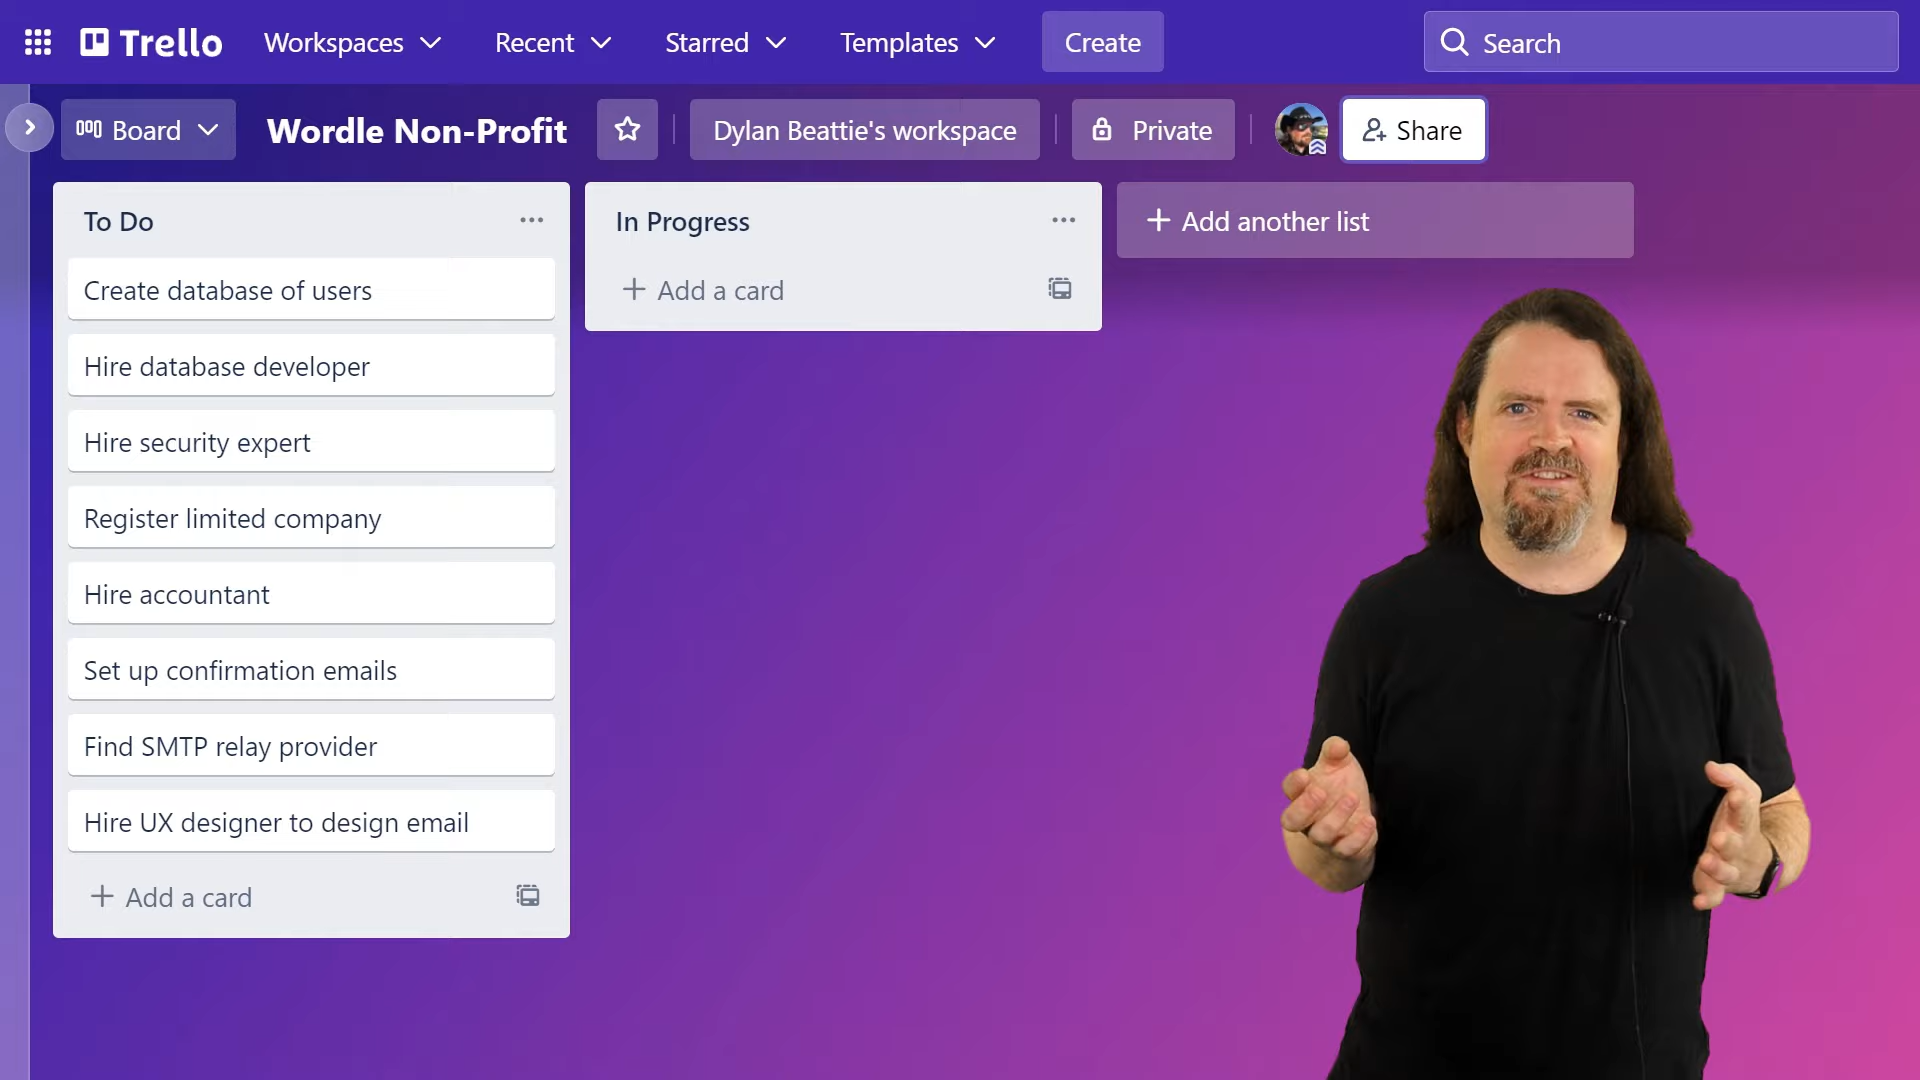 Trello Workspaces Recent Starred Templates Create Search
Board Wordle Non-Profit Dylan Beattie's workspace Private Share
To Do
Create database of users
Hire database developer
Hire security expert
Register limited company
Hire accountant
Set up confirmation emails
Find SMTP relay provider
Hire UX designer to design email
Add a card
In Progress
Add a card
Add another list